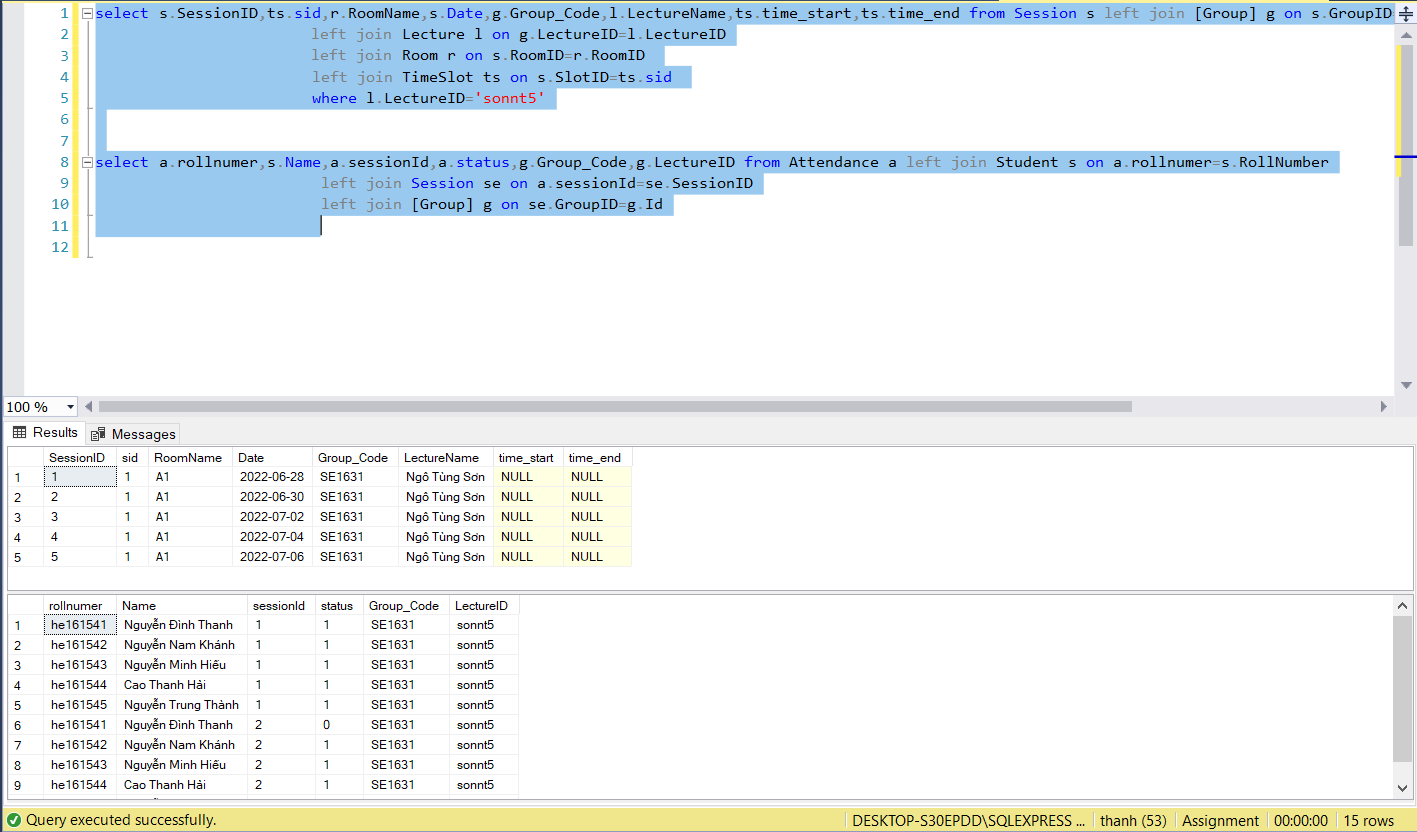 1 select s.SessionID,ts.sid,r.RoomName,s.Date,g.Group_Code,l.LectureName,ts.time_start,ts.time_end from Session s left join [Group] g on s.GroupID
2 left join Lecture l on g.LectureID=l.LectureID
3 left join Room r on s.RoomID=r.RoomID
4 left join TimeSlot ts on s.SlotID=ts.sid
5 where l.LectureID='sonnt5'
6
7
8 select a.rollnumer,s.Name,a.sessionId,a.status,g.Group_Code,g.LectureID from Attendance a left join Student s on a.rollnumer=s.RollNumber
9 left join Session se on a.sessionId=se.SessionID
10 left join [Group] g on se.GroupID=g.Id
11
12
100 %
Results Messages
SessionID sid RoomName Date Group_Code LectureName time_start time_end
1 1 1 A1 2022-06-28 SE1631 Ngô Tùng Sơn NULL NULL
2 2 1 A1 2022-06-30 SE1631 Ngô Tùng Sơn NULL NULL
3 3 1 A1 2022-07-02 SE1631 Ngô Tùng Sơn NULL NULL
4 4 1 A1 2022-07-04 SE1631 Ngô Tùng Sơn NULL NULL
5 5 1 A1 2022-07-06 SE1631 Ngô Tùng Sơn NULL NULL
rollnumer Name sessionId status Group_Code LectureID
1 he161541 Nguyễn Đình Thanh 1 1 SE1631 sonnt5
2 he161542 Nguyễn Nam Khánh 1 1 SE1631 sonnt5
3 he161543 Nguyễn Minh Hiếu 1 1 SE1631 sonnt5
4 he161544 Cao Thanh Hải 1 1 SE1631 sonnt5
5 he161545 Nguyễn Trung Thành 1 1 SE1631 sonnt5
6 he161541 Nguyễn Đình Thanh 2 0 SE1631 sonnt5
7 he161542 Nguyễn Nam Khánh 2 1 SE1631 sonnt5
8 he161543 Nguyễn Minh Hiếu 2 1 SE1631 sonnt5
9 he161544 Cao Thanh Hải 2 1 SE1631 sonnt5
Query executed successfully. DESKTOP-S30EPDD\SQLEXPRESS ... thanh (53) Assignment 00:00:00 15 rows